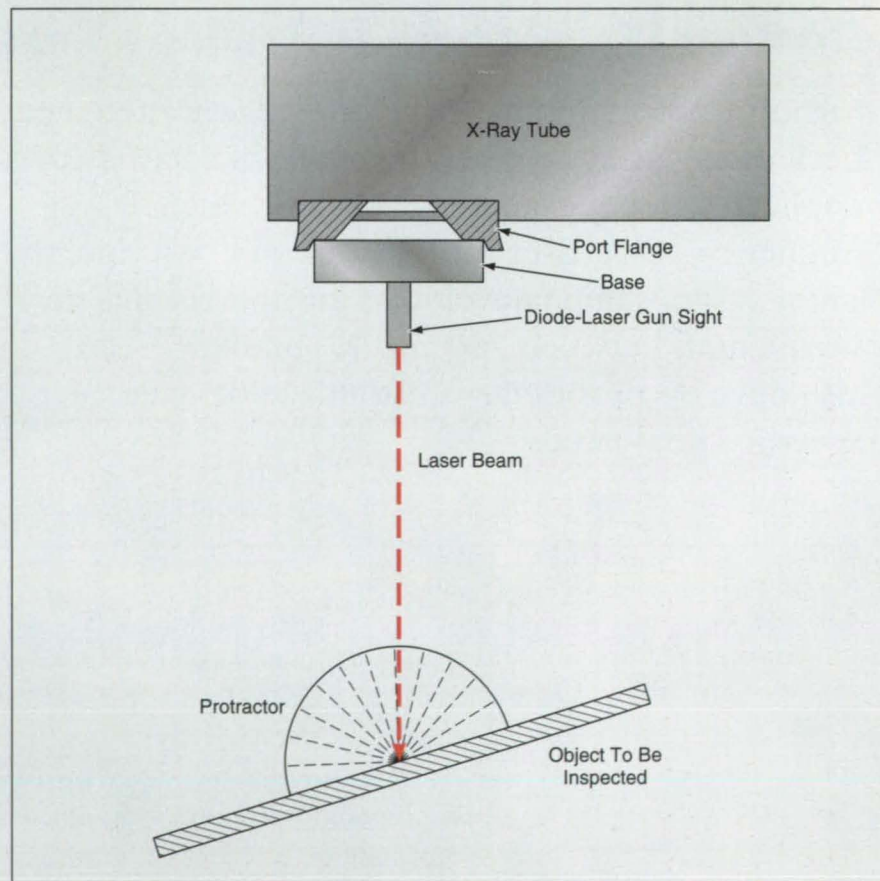 X-Ray Tube
Port Flange
Base
Diode-Laser Gun Sight
Laser Beam
Protractor
Object To Be
Inspected